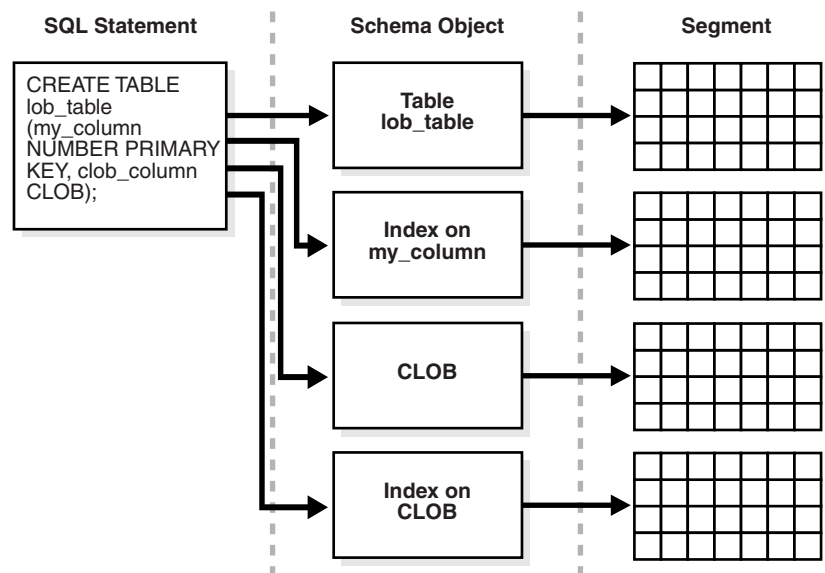 SQL Statement
Schema Object
Segment
CREATE TABLE
lob_table
(my_column
NUMBER PRIMARY
KEY, clob_column
CLOB);
Table
lob_table
Index on
my_column
CLOB
Index on
CLOB